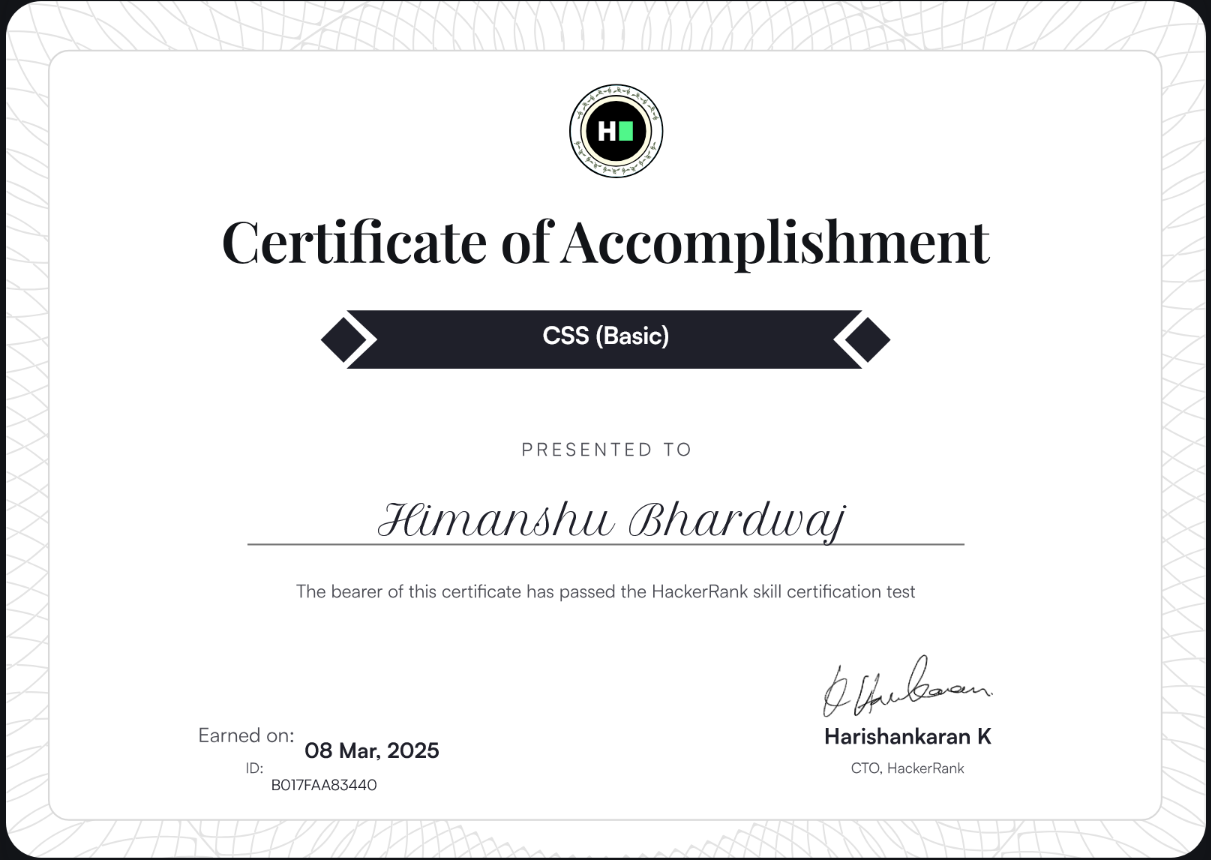 H
Certificate of Accomplishment
CSS (Basic)
PRESENTED TO
Himanshu Bhardwaj
The bearer of this certificate has passed the HackerRank skill certification test
Earned on: 08 Mar, 2025
ID: B017FAA83440
Harishankaran K
CTO, HackerRank